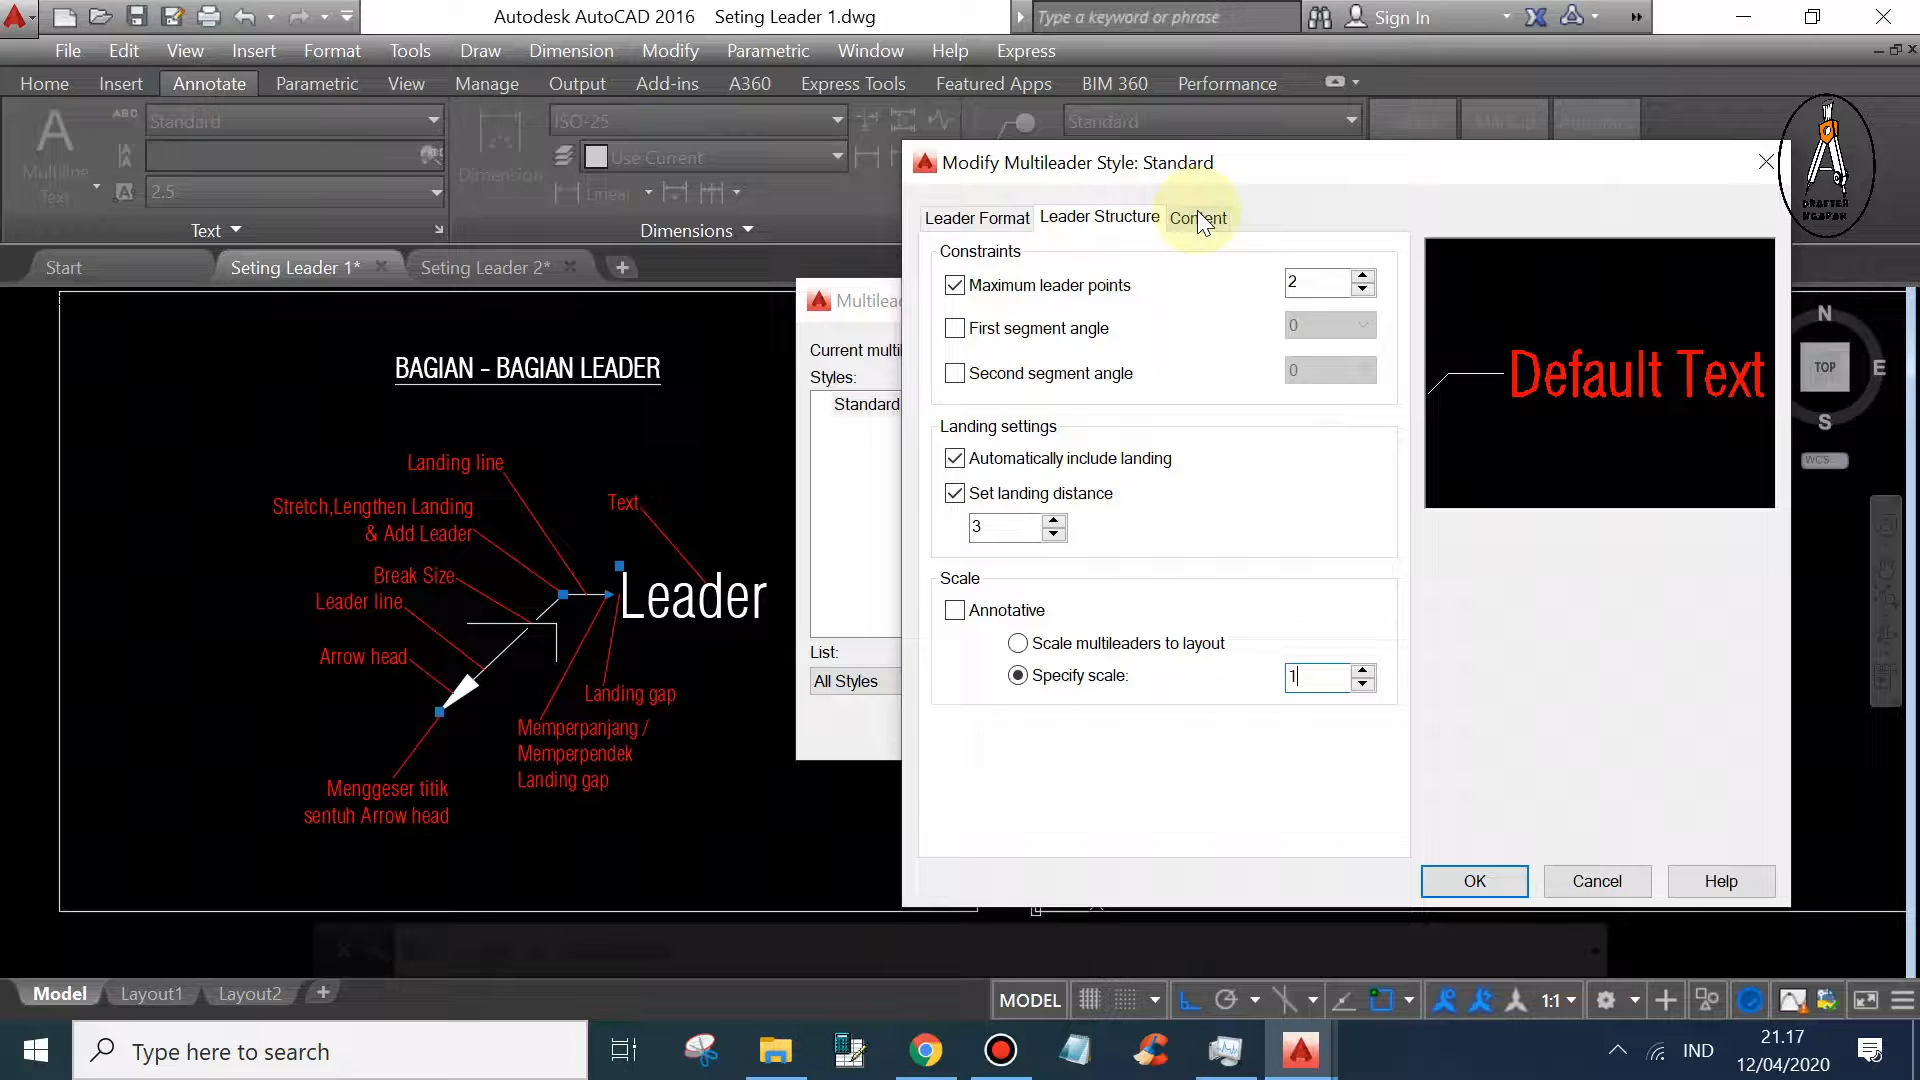 Autodesk AutoCAD 2016 Seting Leader 1.dwg
Type a keyword or phrase
Sign In
File Edit View Insert Format Tools Draw Dimension Modify Parametric Window Help Express
Home Insert Annotate Parametric View Manage Output Add-ins A360 Express Tools Featured Apps BIM 360 Performance
Standard
ISO-25
Standard
Multiline
Text
Use Current
Dimension
2.5
Linear
Text
Dimensions
DRAFTER
NGAPAK
Start
Seting Leader 1*
Seting Leader 2*
BAGIAN - BAGIAN LEADER
Landing line
Stretch,Lengthen Landing
& Add Leader
Text
Break Size
Leader line
Leader
Arrow head
Landing gap
Memperpanjang /
Memperpendek
Landing gap
Menggeser titik
sentuh Arrow head
Current
Styles:
Standard
List:
All Styles
Modify Multileader Style: Standard
Leader Format
Leader Structure
Content
Constraints
Maximum leader points
2
First segment angle
0
Second segment angle
0
Landing settings
Automatically include landing
Set landing distance
3
Scale
Annotative
Scale multileaders to layout
Specify scale:
1
Default Text
OK
Cancel
Help
N
TOP
E
S
WCS
Model Layout1 Layout2
MODEL
1:1
Type here to search
IND
21.17
12/04/2020